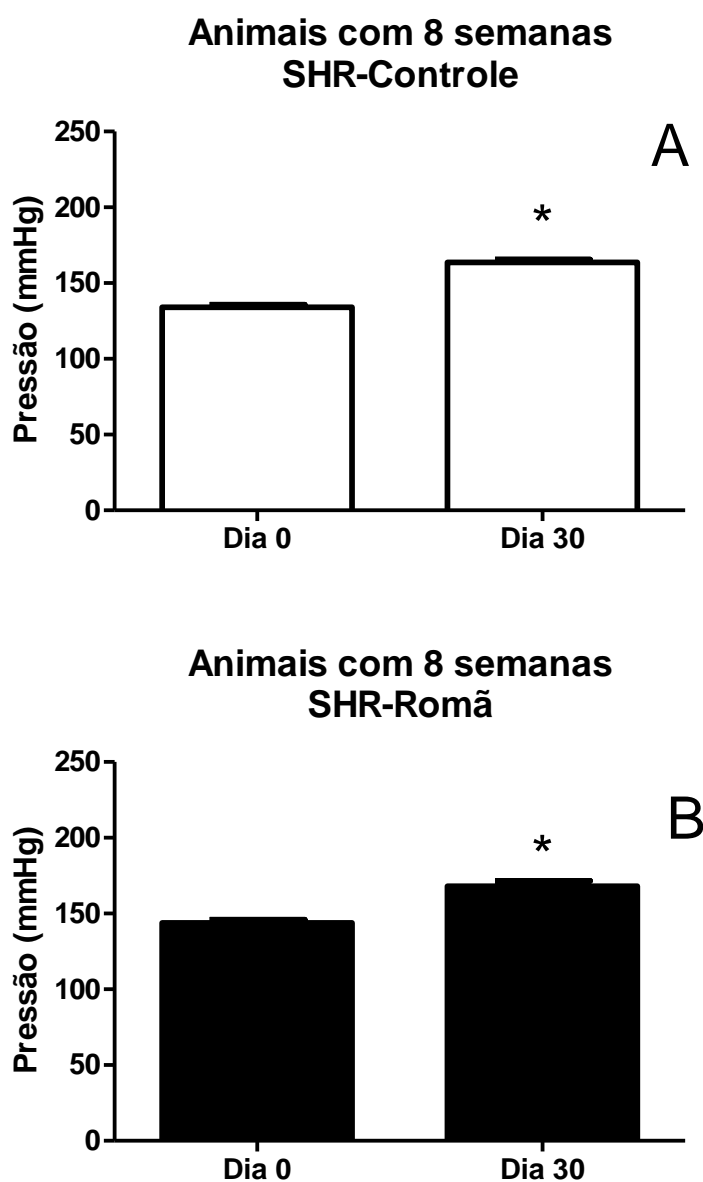 Animais com 8 semanas
SHR-Controle
A
250
200
150
100
50
0
Pressão (mmHg)
*
Dia 0
Dia 30
Animais com 8 semanas
SHR-Romã
B
250
200
150
100
50
0
Pressão (mmHg)
*
Dia 0
Dia 30